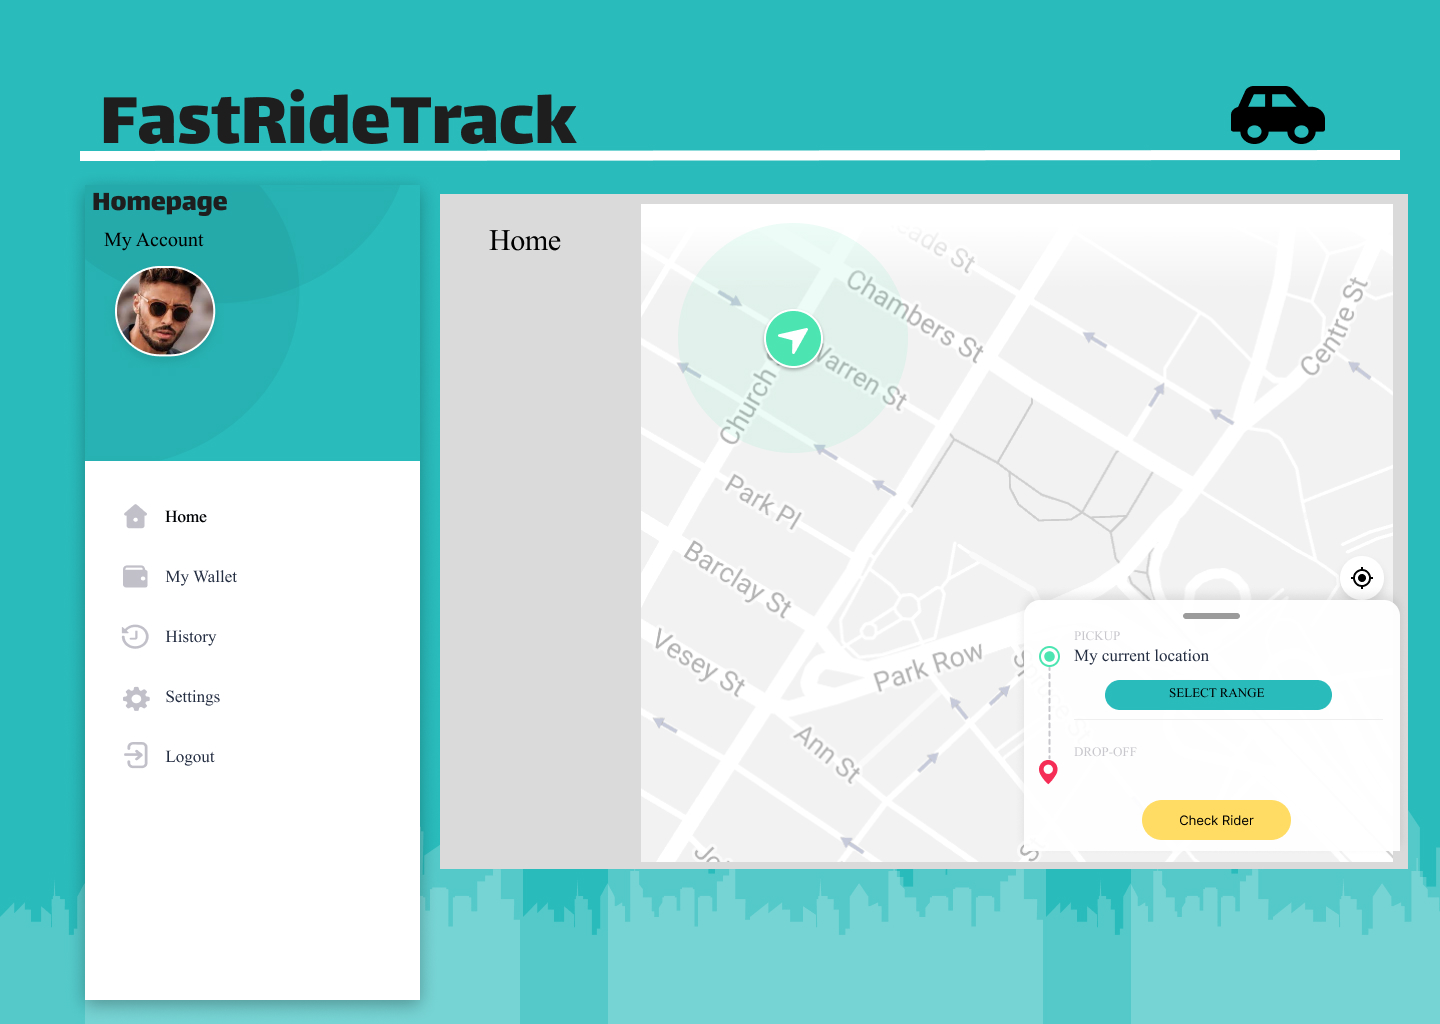 FastRideTrack
Homepage
My Account
Home
My Wallet
History
Settings
Logout
Home
Chambers St
Centre St
Warren St
Church
Park Pl
Barclay St
Vesey St
Park Row
Ann St
PICKUP
My current location
SELECT RANGE
DROP-OFF
Check Rider